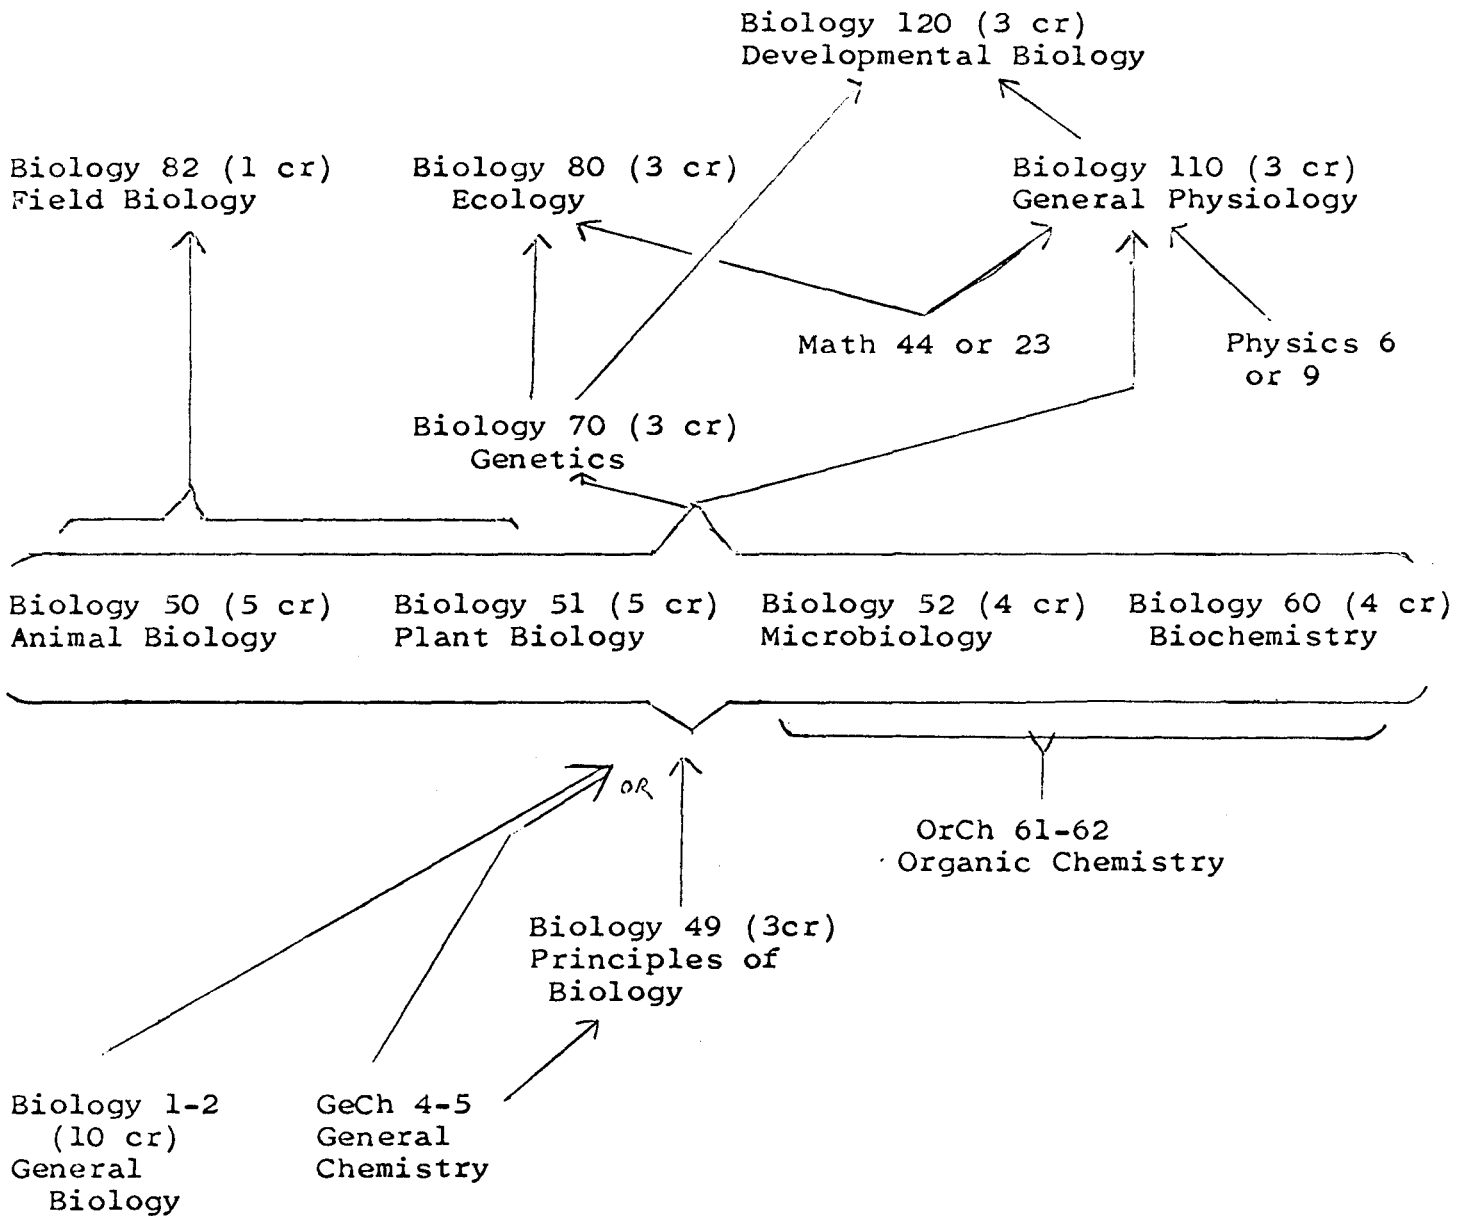 Biology 120 (3 cr)
Developmental Biology
Biology 82 (1 cr)
Field Biology
Biology 80 (3 cr)
Ecology
Biology 110 (3 cr)
General Physiology
Math 44 or 23
Physics 6
or 9
Biology 70 (3 cr)
Genetics
Biology 50 (5 cr)
Animal Biology
Biology 51 (5 cr)
Plant Biology
Biology 52 (4 cr)
Microbiology
Biology 60 (4 cr)
Biochemistry
OR
OrCh 61-62
Organic Chemistry
Biology 49 (3cr)
Principles of
Biology
Biology 1-2
(10 cr)
General
Biology
GeCh 4-5
General
Chemistry